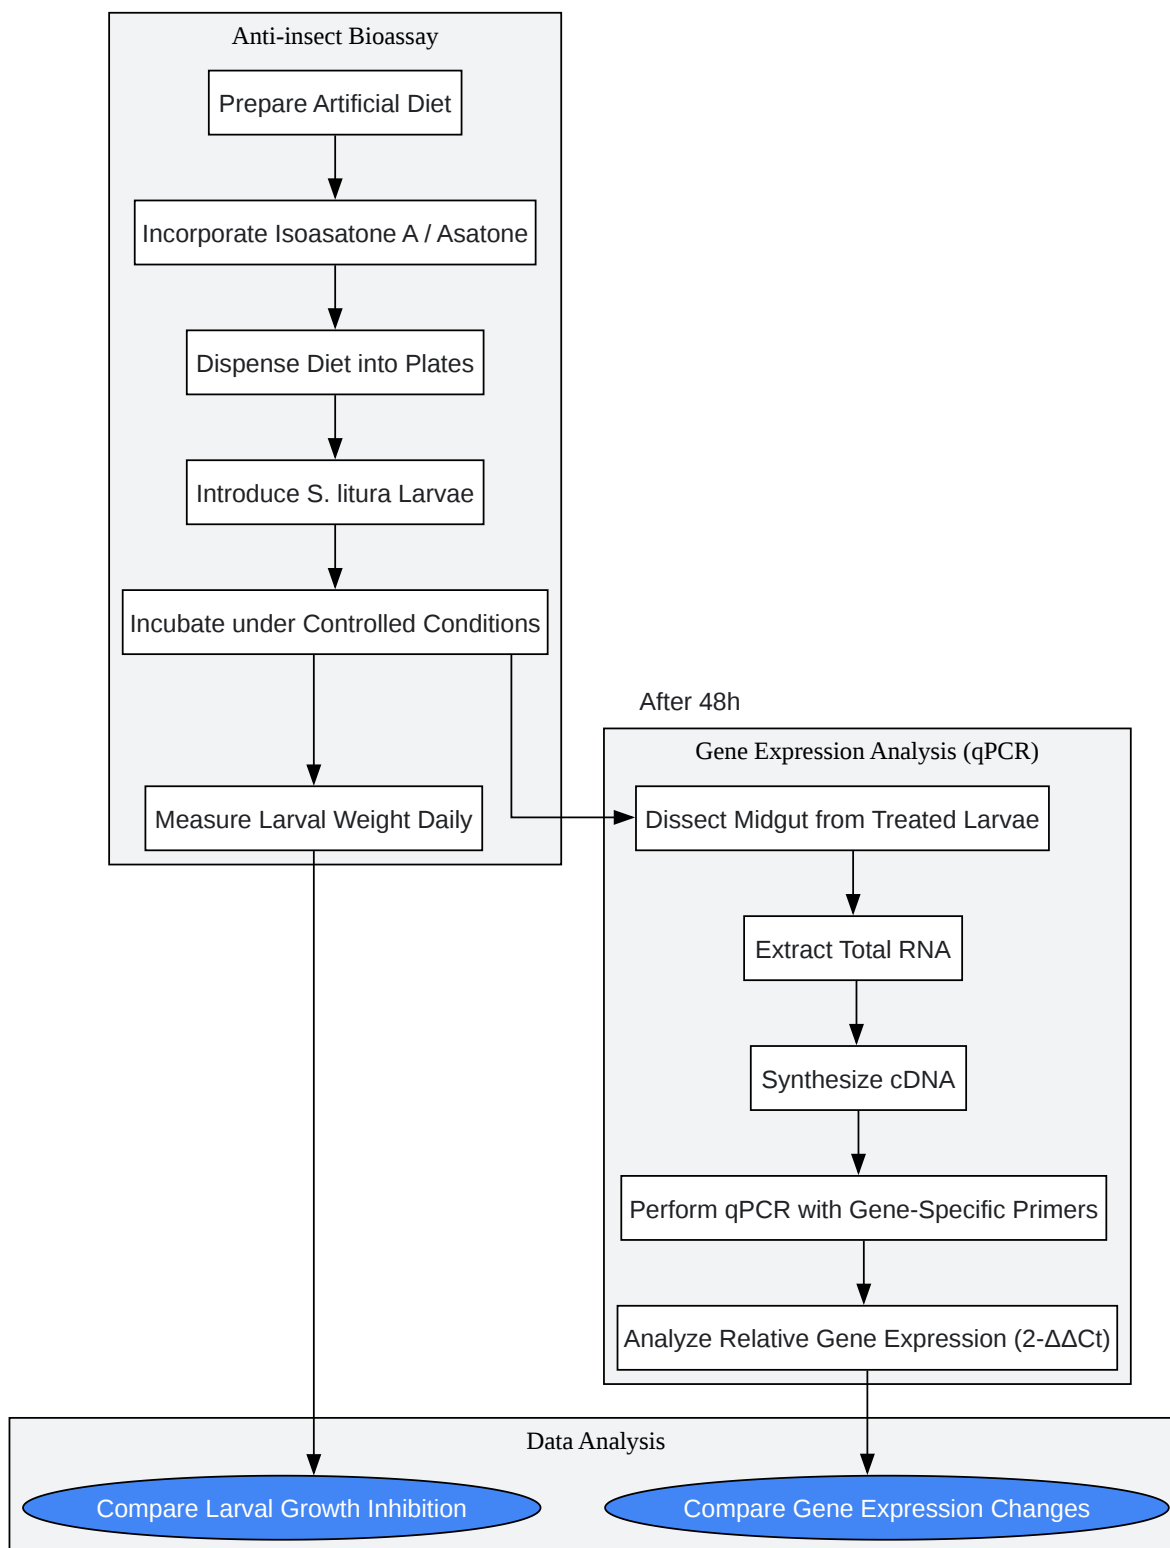 Anti-insect Bioassay
Prepare Artificial Diet
Incorporate Isoasatone A / Asatone
Dispense Diet into Plates
Introduce S. litura Larvae
Incubate under Controlled Conditions
Measure Larval Weight Daily
After 48h
Gene Expression Analysis (qPCR)
Dissect Midgut from Treated Larvae
Extract Total RNA
Synthesize cDNA
Perform qPCR with Gene-Specific Primers
Analyze Relative Gene Expression (2-ΔΔCt)
Data Analysis
Compare Larval Growth Inhibition
Compare Gene Expression Changes